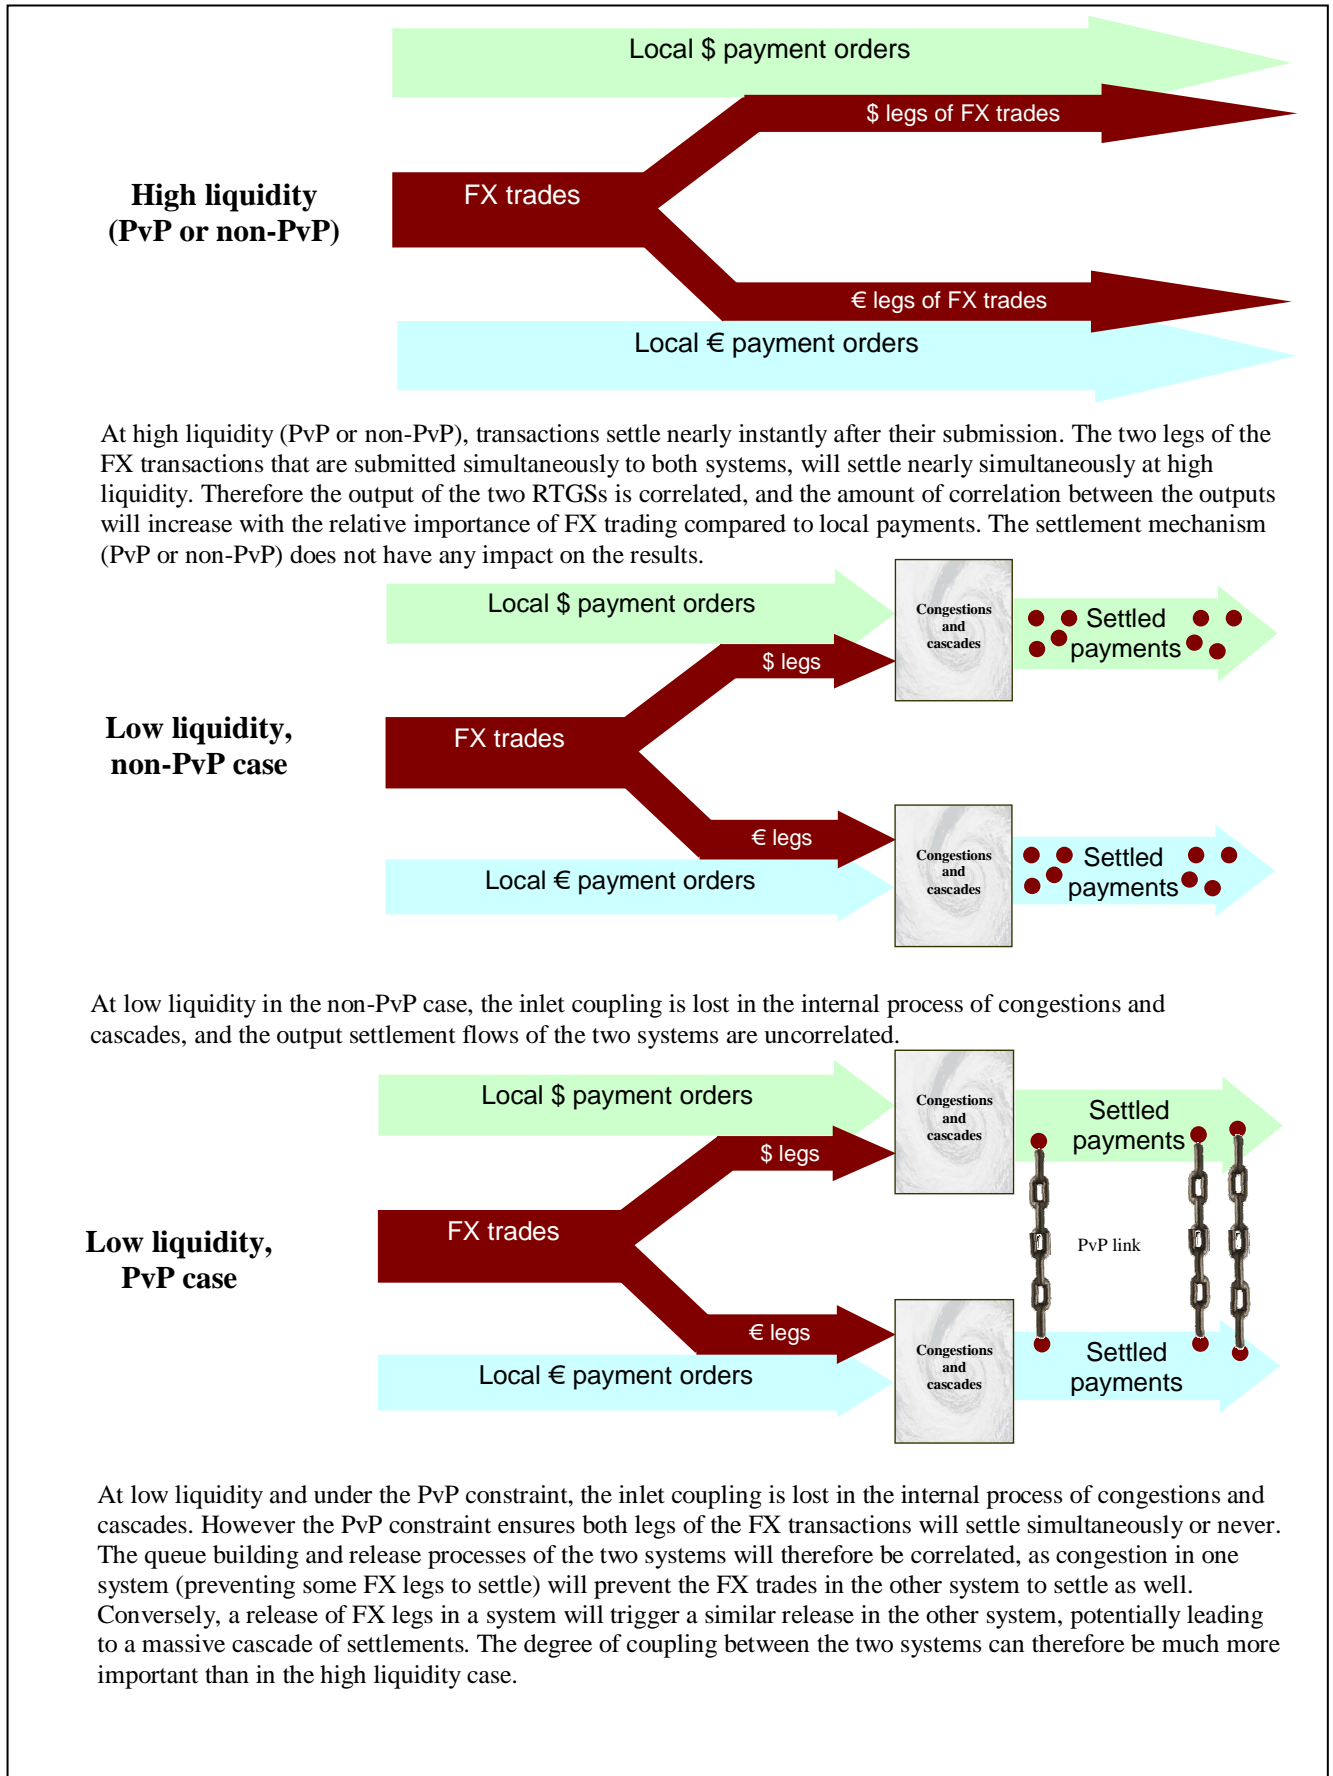 Local $ payment orders
$ legs of FX trades
High liquidity
(PvP or non-PvP)
FX trades
€ legs of FX trades
Local € payment orders
At high liquidity (PvP or non-PvP), transactions settle nearly instantly after their submission. The two legs of the
FX transactions that are submitted simultaneously to both systems, will settle nearly simultaneously at high
liquidity. Therefore the output of the two RTGSs is correlated, and the amount of correlation between the outputs
will increase with the relative importance of FX trading compared to local payments. The settlement mechanism
(PvP or non-PvP) does not have any impact on the results.
Local $ payment orders
$ legs
Congestions
and
cascades
Settled
payments
Low liquidity,
non-PvP case
FX trades
€ legs
Local € payment orders
Congestions
and
cascades
Settled
payments
At low liquidity in the non-PvP case, the inlet coupling is lost in the internal process of congestions and
cascades, and the output settlement flows of the two systems are uncorrelated.
Local $ payment orders
$ legs
Congestions
and
cascades
Settled
payments
Low liquidity,
PvP case
FX trades
PvP link
€ legs
Local € payment orders
Congestions
and
cascades
Settled
payments
At low liquidity and under the PvP constraint, the inlet coupling is lost in the internal process of congestions and
cascades. However the PvP constraint ensures both legs of the FX transactions will settle simultaneously or never.
The queue building and release processes of the two systems will therefore be correlated, as congestion in one
system (preventing some FX legs to settle) will prevent the FX trades in the other system to settle as well.
Conversely, a release of FX legs in a system will trigger a similar release in the other system, potentially leading
to a massive cascade of settlements. The degree of coupling between the two systems can therefore be much more
important than in the high liquidity case.